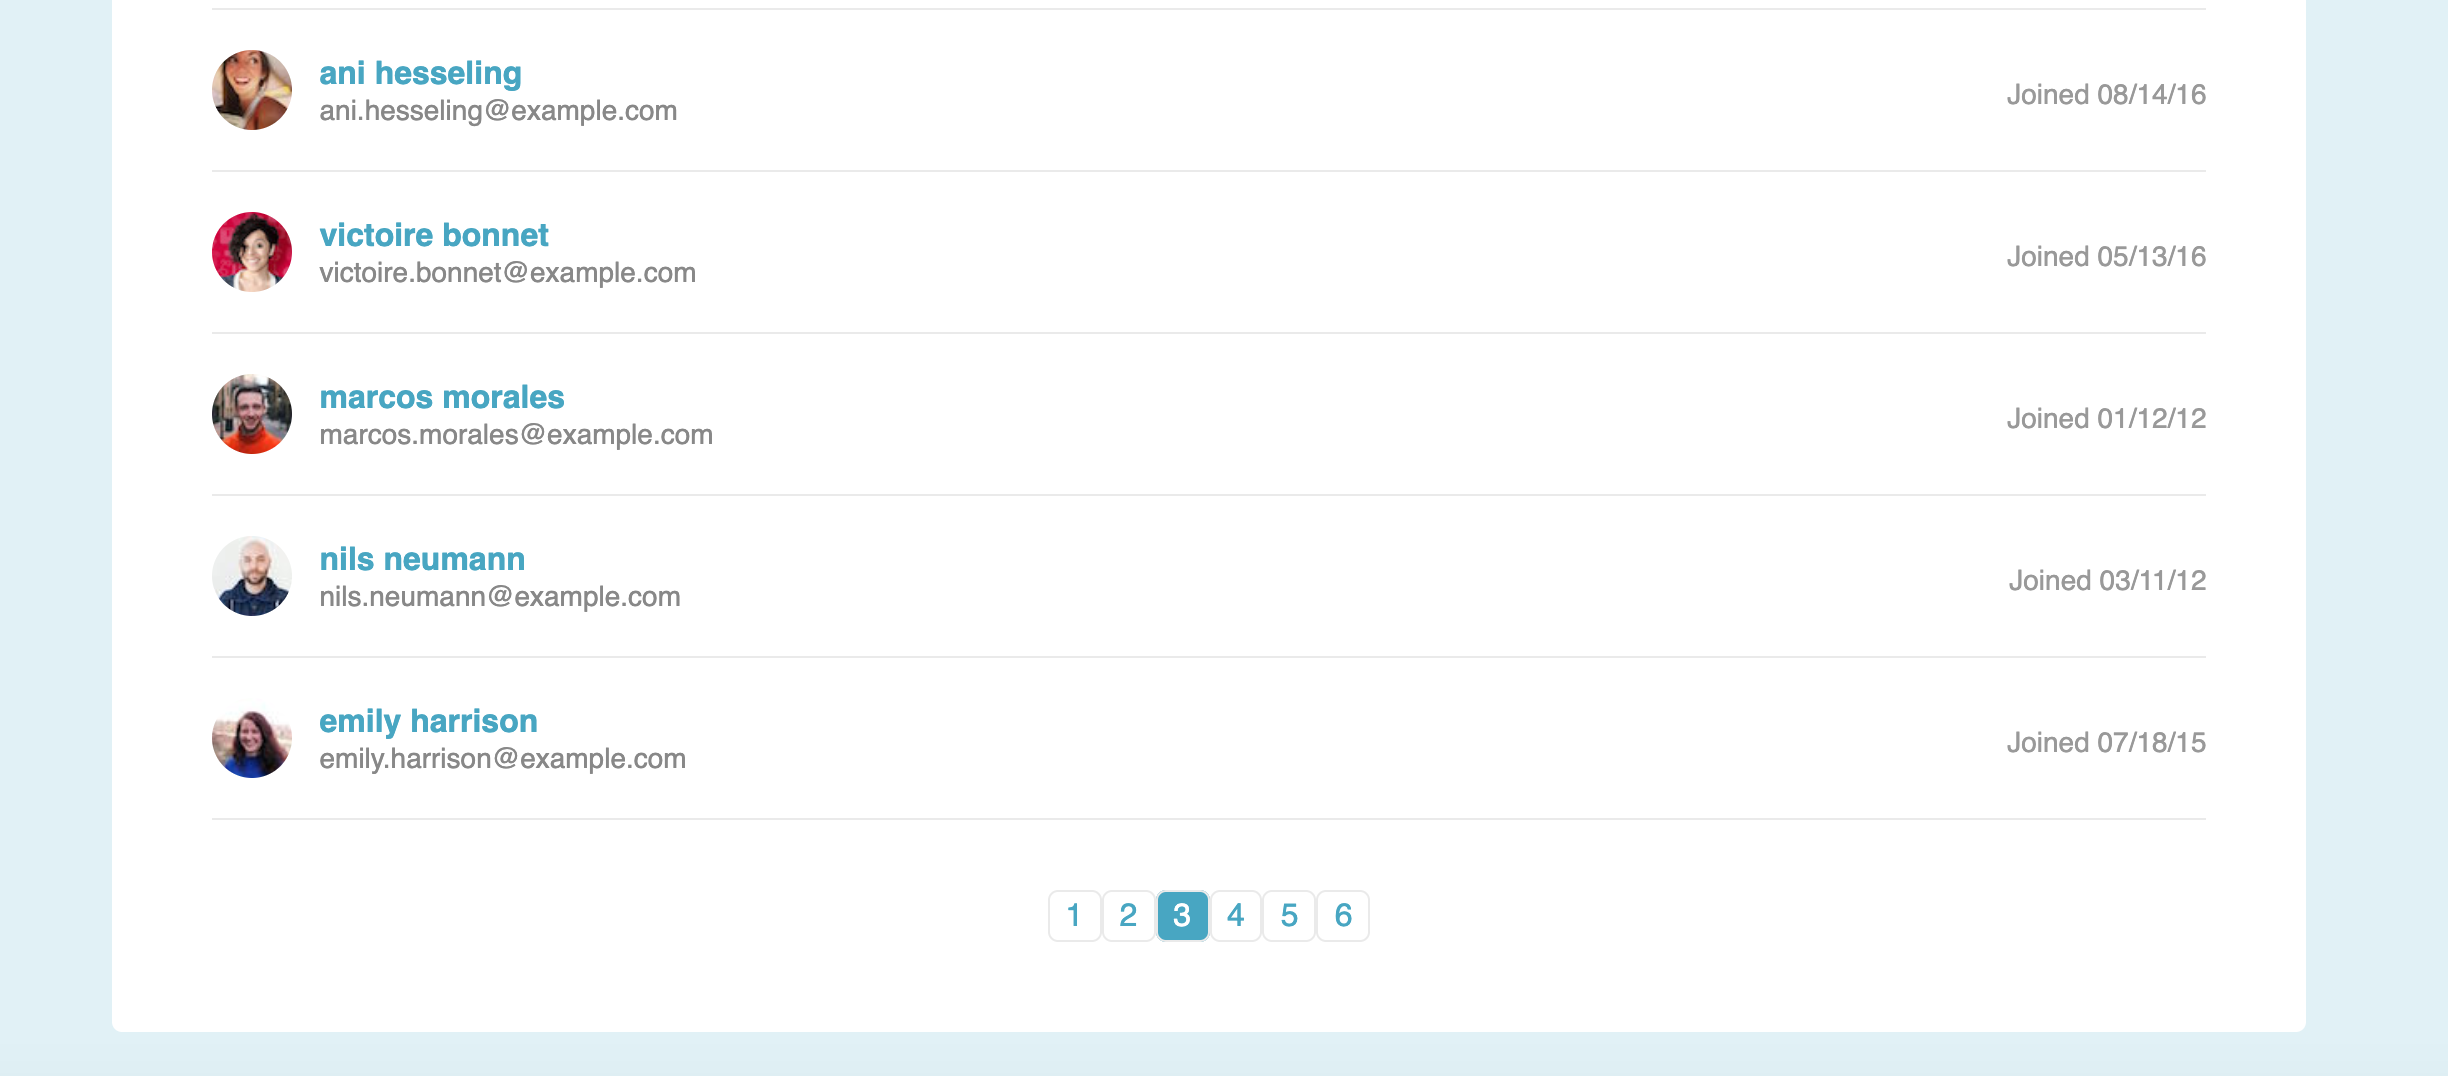 ani hesseling
ani.hesseling@example.com
Joined 08/14/16
victoire bonnet
victoire.bonnet@example.com
Joined 05/13/16
marcos morales
marcos.morales@example.com
Joined 01/12/12
nils neumann
nils.neumann@example.com
Joined 03/11/12
emily harrison
emily.harrison@example.com
Joined 07/18/15
1 2 3 4 5 6